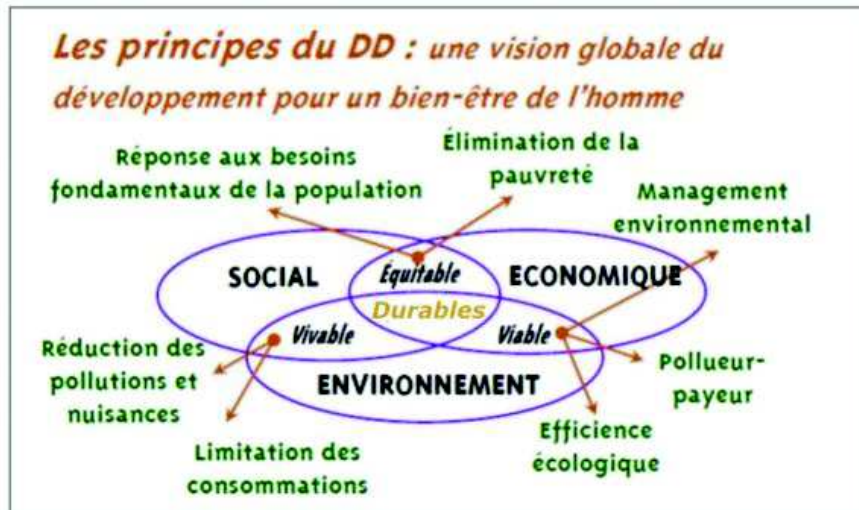 Les principes du DD : une vision globale du
développement pour un bien-être de l'homme
Réponse aux besoins
fondamentaux de la population
Élimination de la
pauvreté
Management
environnemental
SOCIAL
Équitable
ECONOMIQUE
Durables
Vivable
Viable
ENVIRONNEMENT
Réduction des
pollutions et
nuisances
Limitation des
consommations
Efficience
écologique
Pollueur-
payeur